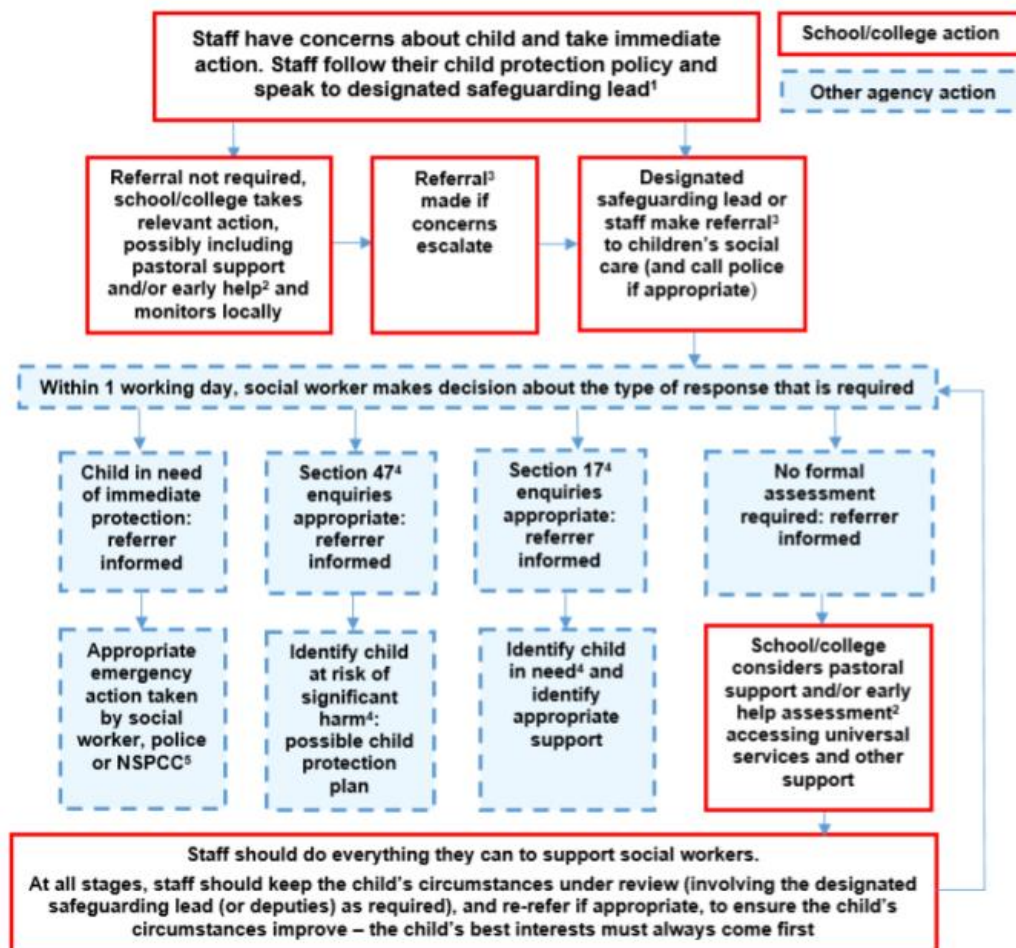 Staff have concerns about child and take immediate
action. Staff follow their child protection policy and
speak to designated safeguarding lead¹
School/college action
Other agency action
Referral not required,
school/college takes
relevant action,
possibly including
pastoral support
and/or early help² and
monitors locally
Referral³
made if
concerns
escalate
Designated
safeguarding lead or
staff make referral³
to children’s social
care (and call police
if appropriate)
Within 1 working day, social worker makes decision about the type of response that is required
Child in need
of immediate
protection:
referrer
informed
Section 47⁴
enquiries
appropriate:
referrer
informed
Section 17⁴
enquiries
appropriate:
referrer
informed
No formal
assessment
required: referrer
informed
Appropriate
emergency
action taken
by social
worker, police
or NSPCC⁵
Identify child
at risk of
significant
harm⁴:
possible child
protection
plan
Identify child
in need⁴ and
identify
appropriate
support
School/college
considers pastoral
support and/or early
help assessment²
accessing universal
services and other
support
Staff should do everything they can to support social workers.
At all stages, staff should keep the child’s circumstances under review (involving the designated
safeguarding lead (or deputies) as required), and re-refer if appropriate, to ensure the child’s
circumstances improve – the child’s best interests must always come first